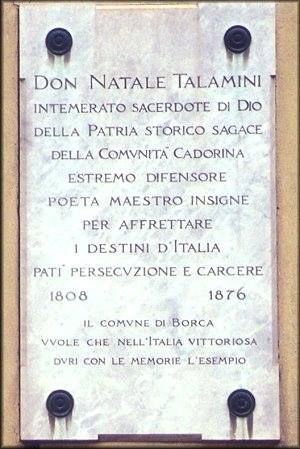 DON NATALE TALAMINI
INTEMERATO SACERDOTE DI DIO
DELLA PATRIA STORICO SAGACE
DELLA COMVNITA' CADORINA
ESTREMO DIFENSORE
POETA MAESTRO INSIGNE
PER AFFRETTARE
I DESTINI D'ITALIA
PATI' PERSECVZIONE E CARCERE
1808 1876
IL COMVNE DI BORCA
VVOLE CHE NELL'ITALIA VITTORIOSA
DVRI CON LE MEMORIE L'ESEMPIO